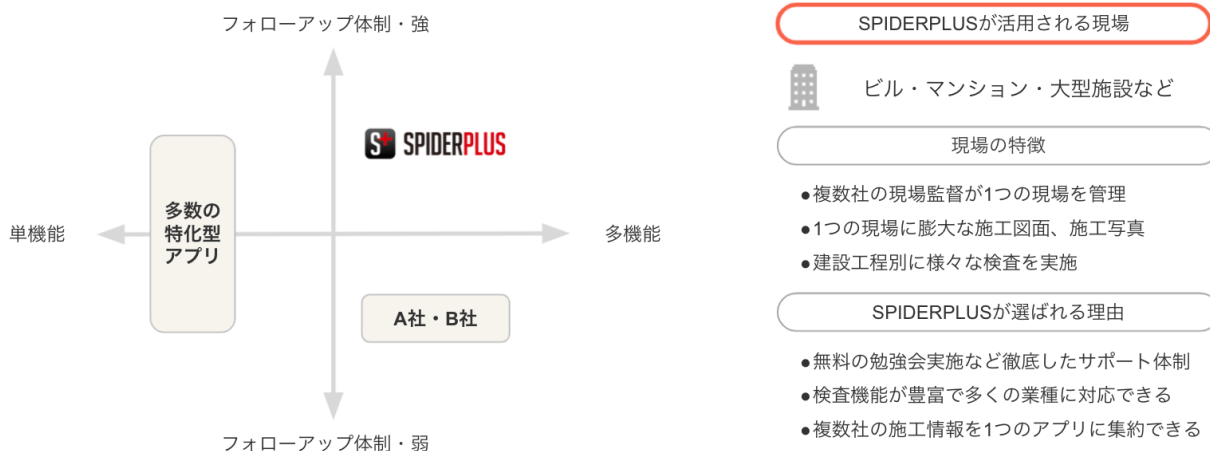 フォローアップ体制・強
S+ SPIDERPLUS
多数の
特化型
アプリ
単機能
多機能
A社・B社
フォローアップ体制・弱
SPIDERPLUSが活用される現場
ビル・マンション・大型施設など
現場の特徴
●複数社の現場監督が1つの現場を管理
●1つの現場に膨大な施工図面、施工写真
●建設工程別に様々な検査を実施
SPIDERPLUSが選ばれる理由
●無料の勉強会実施など徹底したサポート体制
●検査機能が豊富で多くの業種に対応できる
●複数社の施工情報を1つのアプリに集約できる